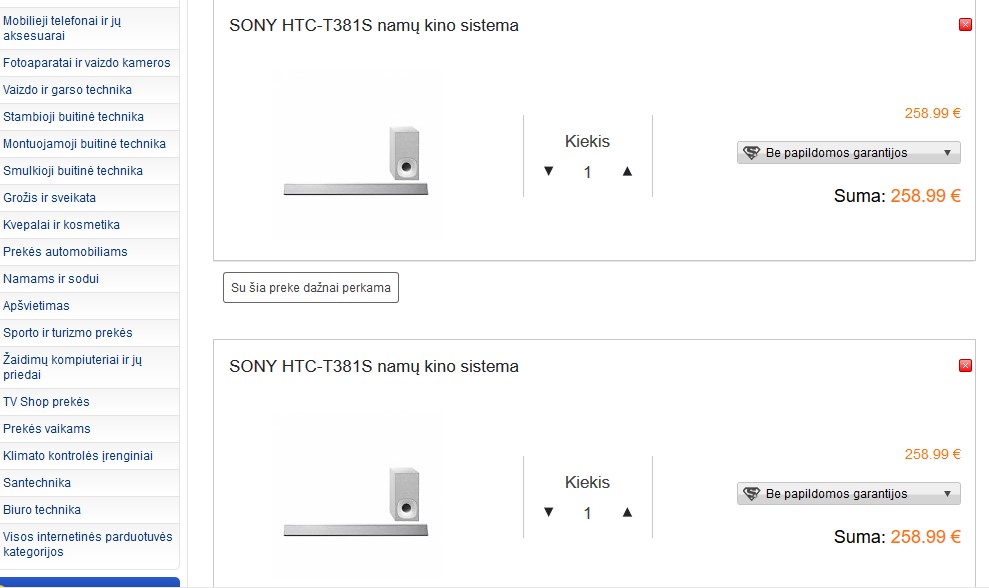 Mobilieji telefonai ir jų
aksesuarai
Fotoaparatai ir vaizdo kameros
Vaizdo ir garso technika
Stambioji buitinė technika
Montuojamoji buitinė technika
Smulkioji buitinė technika
Grožis ir sveikata
Kvepalai ir kosmetika
Prekės automobiliams
Namams ir sodui
Apšvietimas
Sporto ir turizmo prekės
Žaidimų kompiuteriai ir jų
priedai
TV Shop prekės
Prekės vaikams
Klimato kontrolės įrenginiai
Santechnika
Biuro technika
Visos internetinės parduotuvės
kategorijos
SONY HTC-T381S namų kino sistema
258.99 €
Kiekis
Be papildomos garantijos
1
Suma: 258.99 €
Su šia preke dažnai perkama
SONY HTC-T381S namų kino sistema
258.99 €
Kiekis
Be papildomos garantijos
1
Suma: 258.99 €